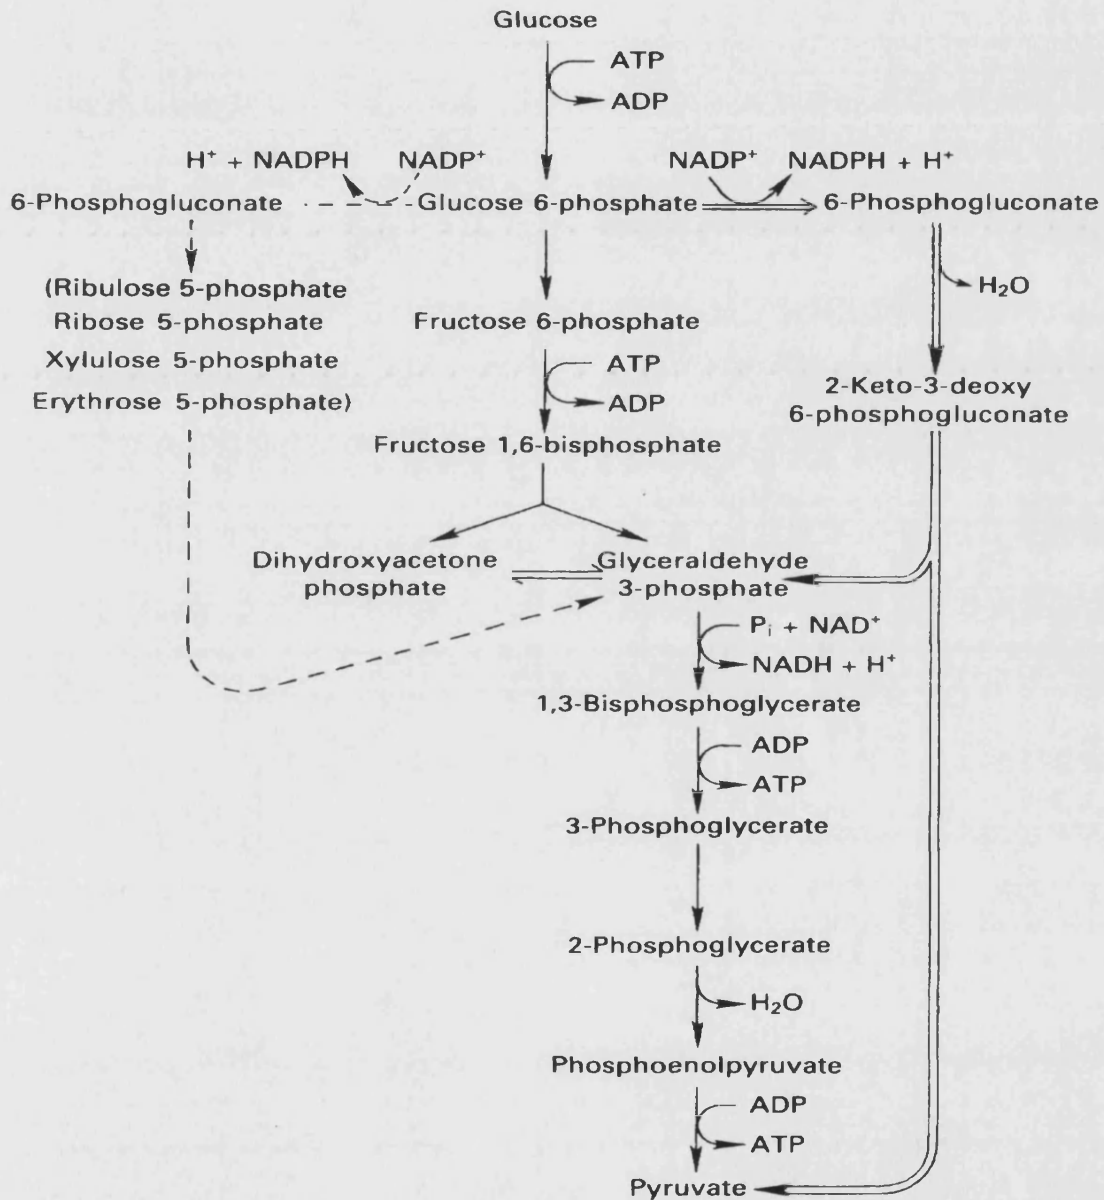 Glucose
ATP
ADP
H⁺ + NADPH NADP⁺ NADP⁺ NADPH + H⁺
6-Phosphogluconate Glucose 6-phosphate 6-Phosphogluconate
H₂O
(Ribulose 5-phosphate
Ribose 5-phosphate Fructose 6-phosphate
Xylulose 5-phosphate ATP
2-Keto-3-deoxy
Erythrose 5-phosphate) ADP 6-phosphogluconate
Fructose 1,6-bisphosphate
Dihydroxyacetone Glyceraldehyde
phosphate 3-phosphate
Pᵢ + NAD⁺
NADH + H⁺
1,3-Bisphosphoglycerate
ADP
ATP
3-Phosphoglycerate
2-Phosphoglycerate
H₂O
Phosphoenolpyruvate
ADP
ATP
Pyruvate